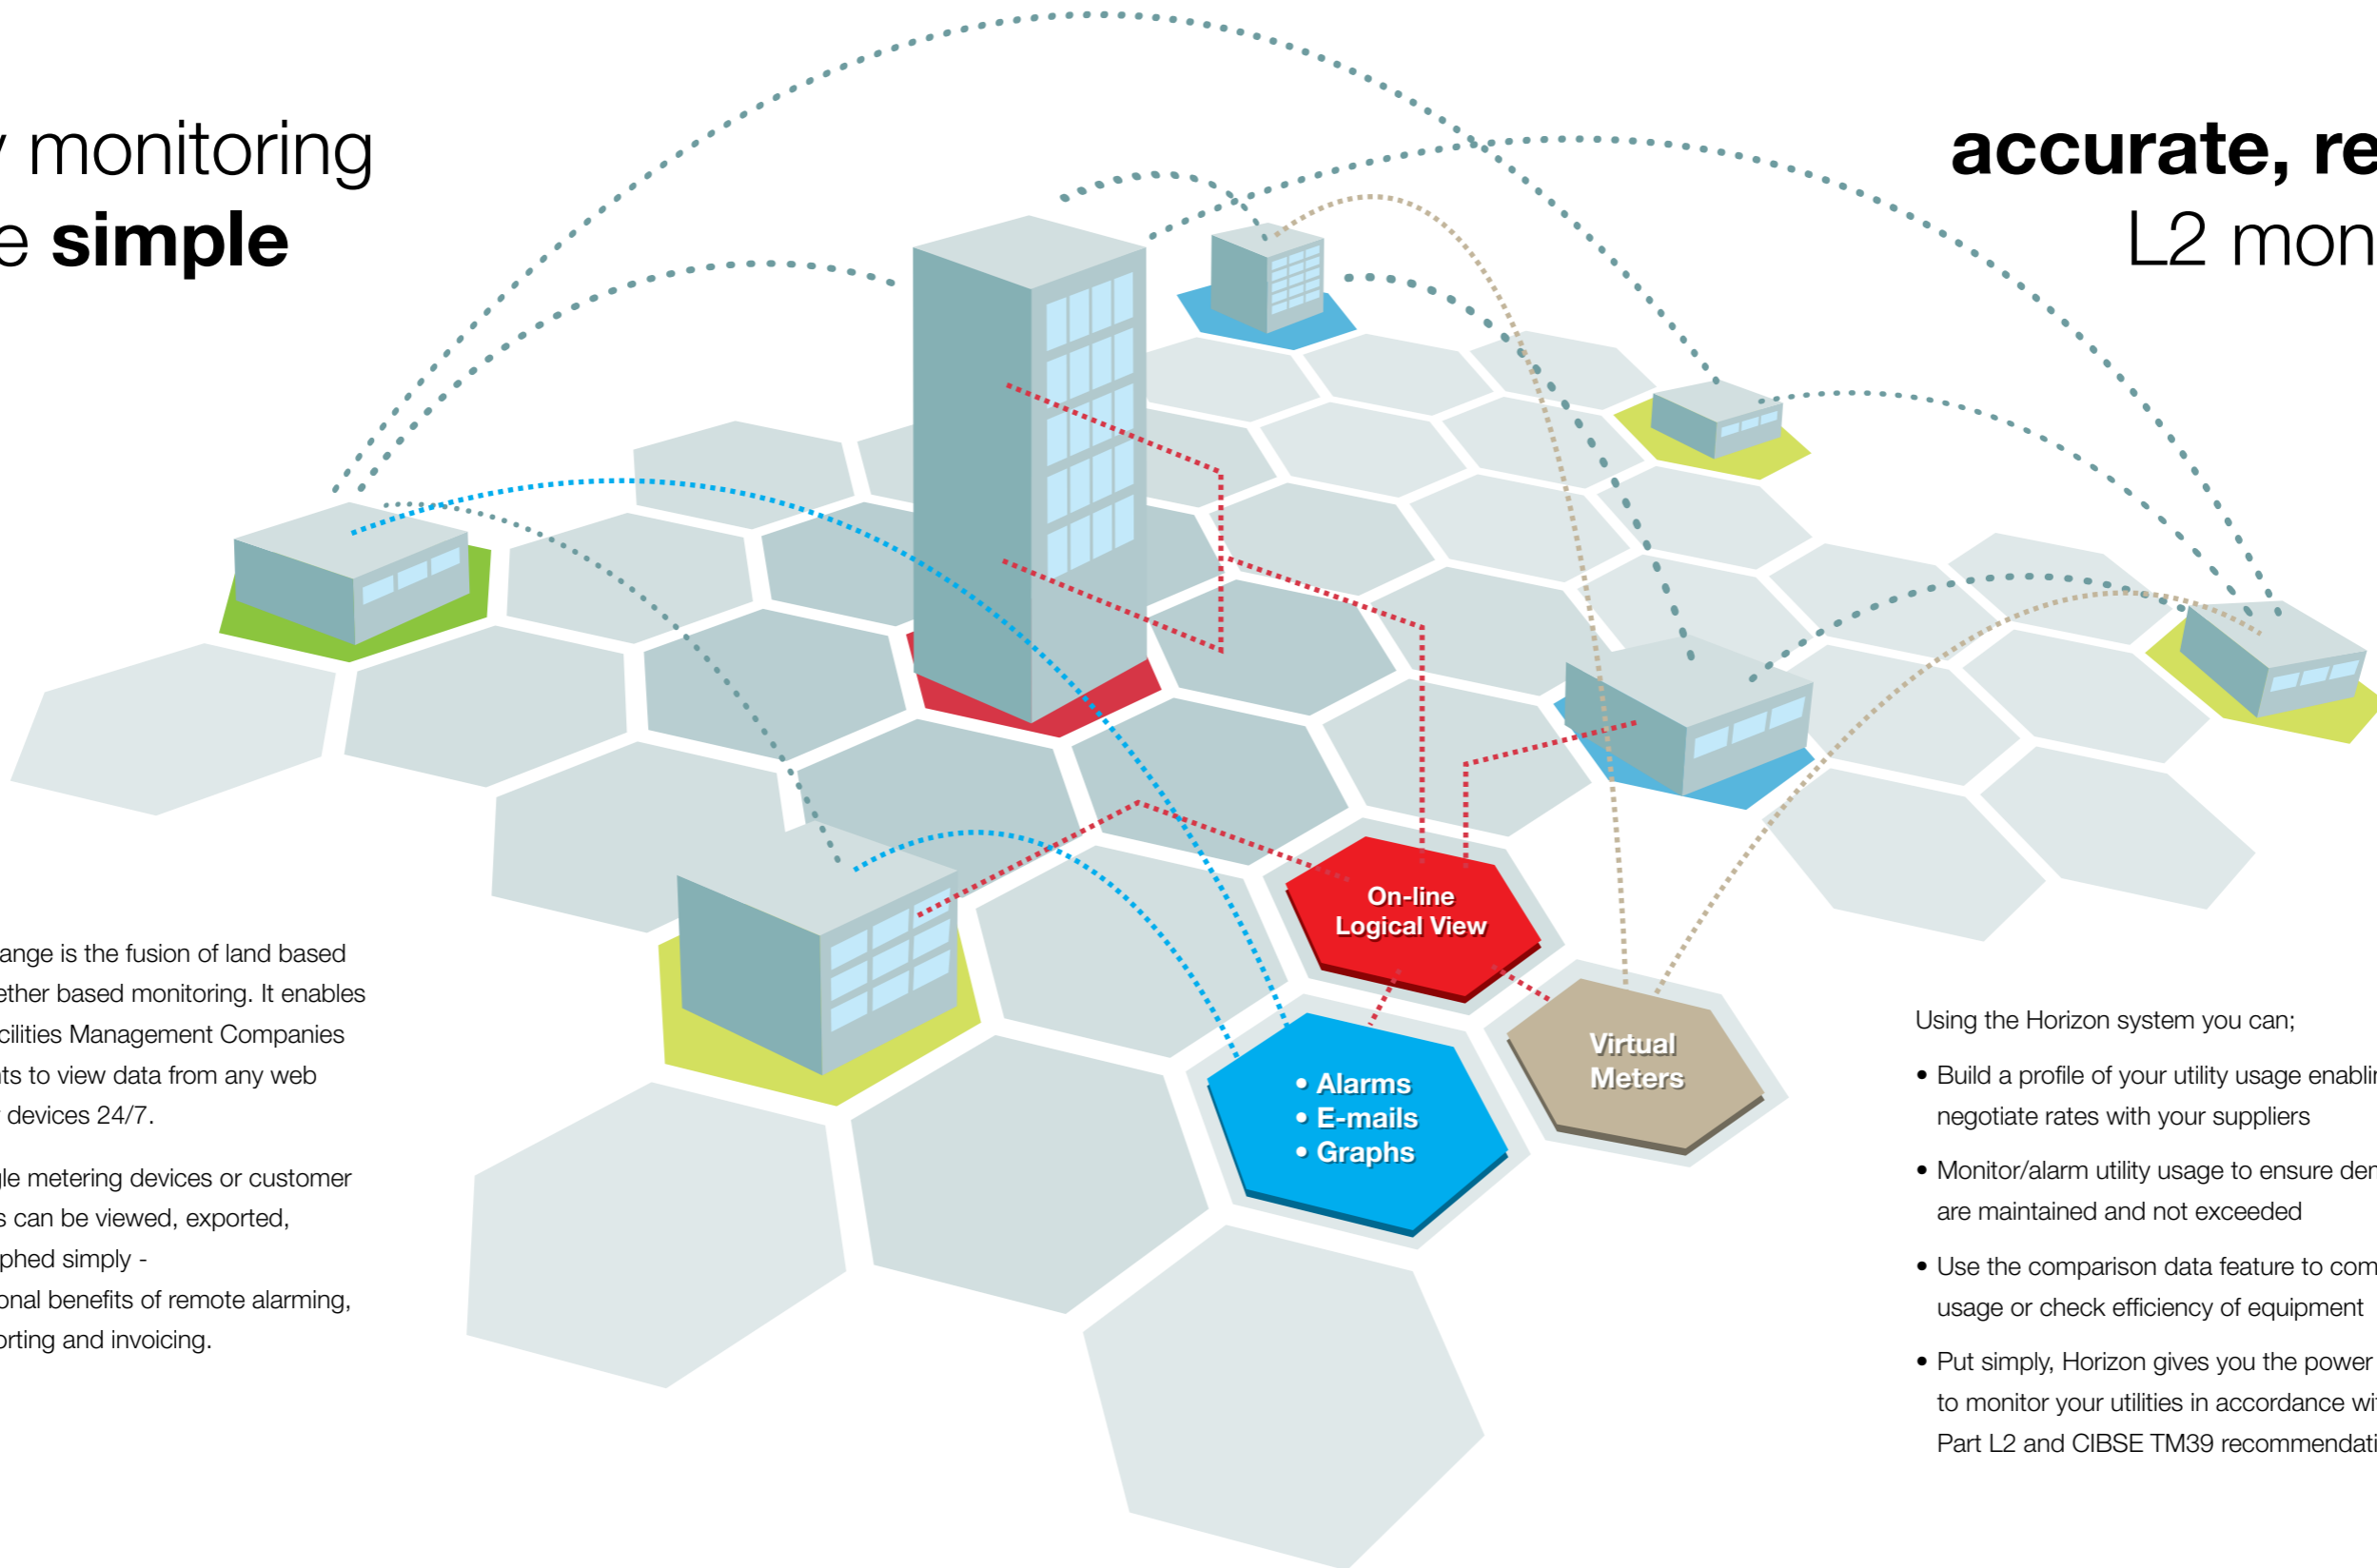 y monitoring
e simple
accurate, re
L2 mon
ange is the fusion of land based
ether based monitoring. It enables
cilities Management Companies
nts to view data from any web
devices 24/7.
gle metering devices or customer
s can be viewed, exported,
phed simply -
onal benefits of remote alarming,
orting and invoicing.
On-line
Logical View
Virtual
Meters
• Alarms
• E-mails
• Graphs
Using the Horizon system you can;
• Build a profile of your utility usage enablin
negotiate rates with your suppliers
• Monitor/alarm utility usage to ensure den
are maintained and not exceeded
• Use the comparison data feature to com
usage or check efficiency of equipment
• Put simply, Horizon gives you the power
to monitor your utilities in accordance wi
Part L2 and CIBSE TM39 recommendati